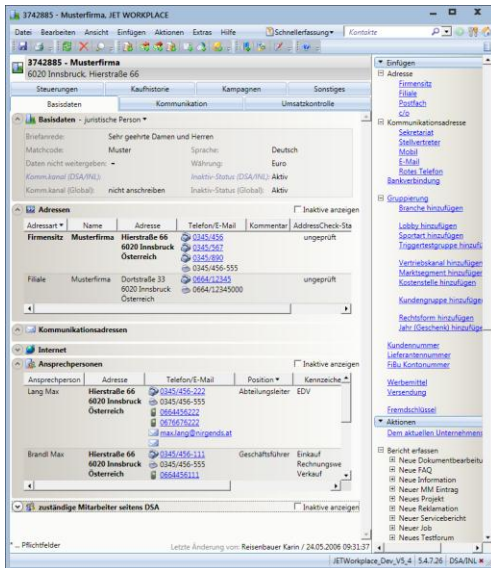 3742885 - Musterfirma, JET WORKPLACE
Datei Bearbeiten Ansicht Einfügen Aktionen Extras Hilfe Schnellerfassung Kontakte
3742885 - Musterfirma
6020 Innsbruck, Hierstraße 66
Steuerungen Kaufhistorie Kampagnen Sonstiges
Basisdaten Kommunikation Umsatzkontrolle
Basisdaten - juristische Person
Briefanrede: Sehr geehrte Damen und Herren
Matchcode: Muster Sprache: Deutsch
Daten nicht weitergeben: - Währung: Euro
Komm.kanal (DSA/INL): Inaktiv-Status (DSA/INL): Aktiv
Komm.kanal (Global): nicht anschreiben Inaktiv-Status (Global): Aktiv
Adressen Inaktive anzeigen
Adressart Name Adresse Telefon/E-Mail Kommentar AddressCheck-Sta
Firmensitz Musterfirma Hierstraße 66 0345/456 ungeprüft
6020 Innsbruck 0345/567
Österreich 0345/890
0345/456-555
Filiale Musterfirma Dortstraße 33 0664/12345 ungeprüft
6020 Innsbruck 0664/12345000
Österreich
Kommunikationsadressen
Internet
Ansprechpersonen Inaktive anzeigen
Ansprechperson Adresse Telefon/E-Mail Position Kennzeiche
Lang Max Hierstraße 66 0345/456-222 Abteilungsleiter EDV
6020 Innsbruck 0345/456-555
Österreich 0664456222
0676676222
max.lang@nirgends.at
Brandl Max Hierstraße 66 0345/456-111 Geschäftsführer Einkauf
6020 Innsbruck 0345/456-555 Rechnungswe
Österreich 0664456111 Verkauf
zuständige Mitarbeiter seitens DSA Inaktive anzeigen
* ... Pflichtfelder Letzte Änderung von: Reisenbauer Karin / 24.05.2006 09:31:37
Einfügen
Adresse
Firmensitz
Filiale
Postfach
c/o
Kommunikationsadresse
Sekretariat
Stellvertreter
Mobil
E-Mail
Rotes Telefon
Bankverbindung
Gruppierung
Branche hinzufügen
Lobby hinzufügen
Sportart hinzufügen
Triggertestgruppe hinzufü
Vertriebskanal hinzufügen
Marktsegment hinzufügen
Kostenstelle hinzufügen
Kundengruppe hinzufüge
Rechtsform hinzufügen
Jahr (Geschenk) hinzufüge
Kundennummer
Lieferantennummer
FiBu Kontonummer
Werbemittel
Versendung
Fremdschlüssel
Aktionen
Dem aktuellen Unternehmens
Bericht erfassen
Neue Dokumentbearbeitu
Neue FAQ
Neue Information
Neuer MM Eintrag
Neues Projekt
Neue Reklamation
Neuer Servicebericht
Neuer Job
Neues Testforum
JETWorkplace_Dev_V5_4 5.4.7.26 DSA/INL